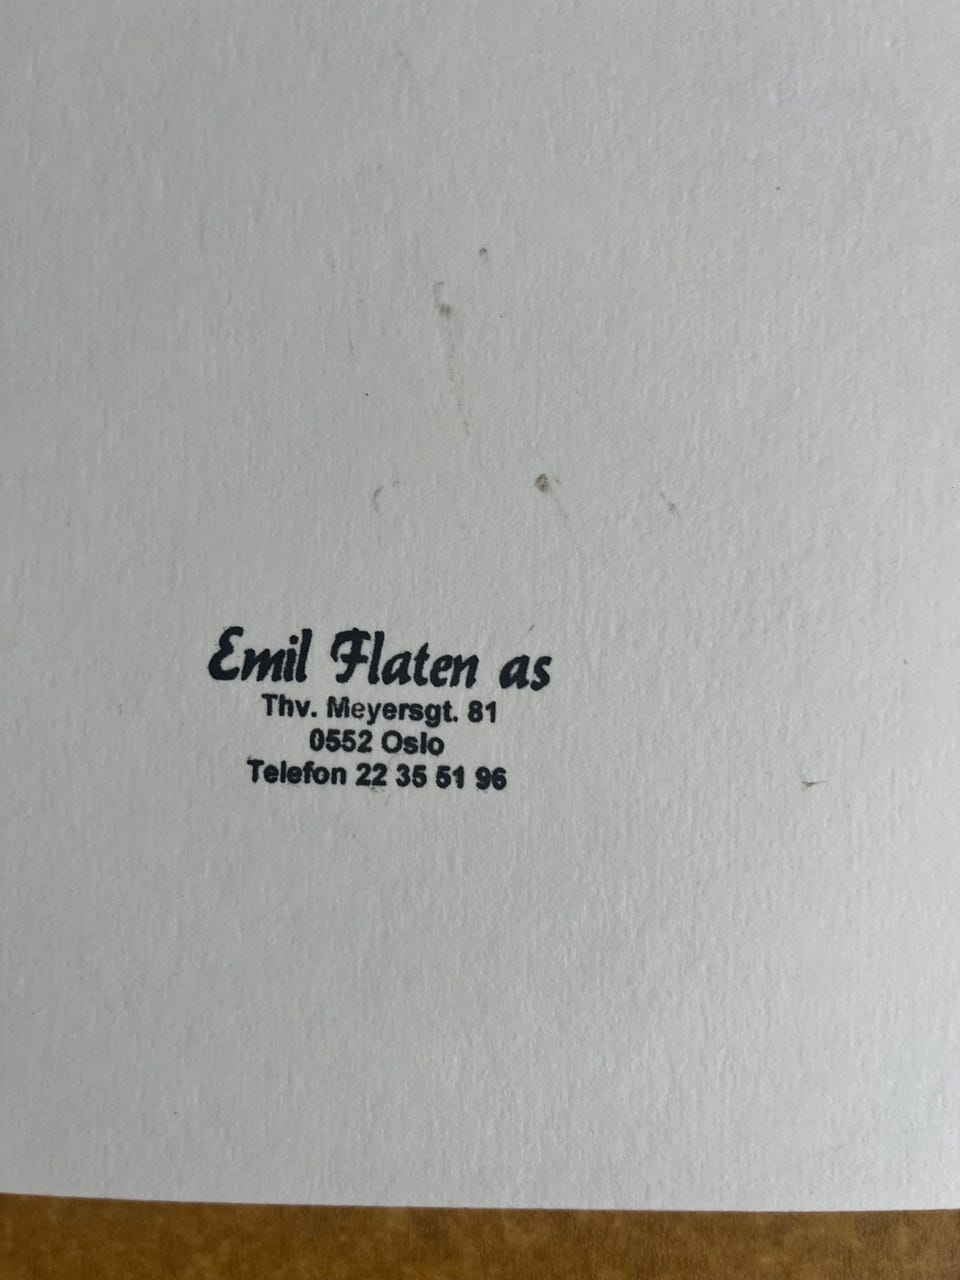 Emil Flaten as
Thv. Meyersgt. 81
0552 Oslo
Telefon 22 35 51 96